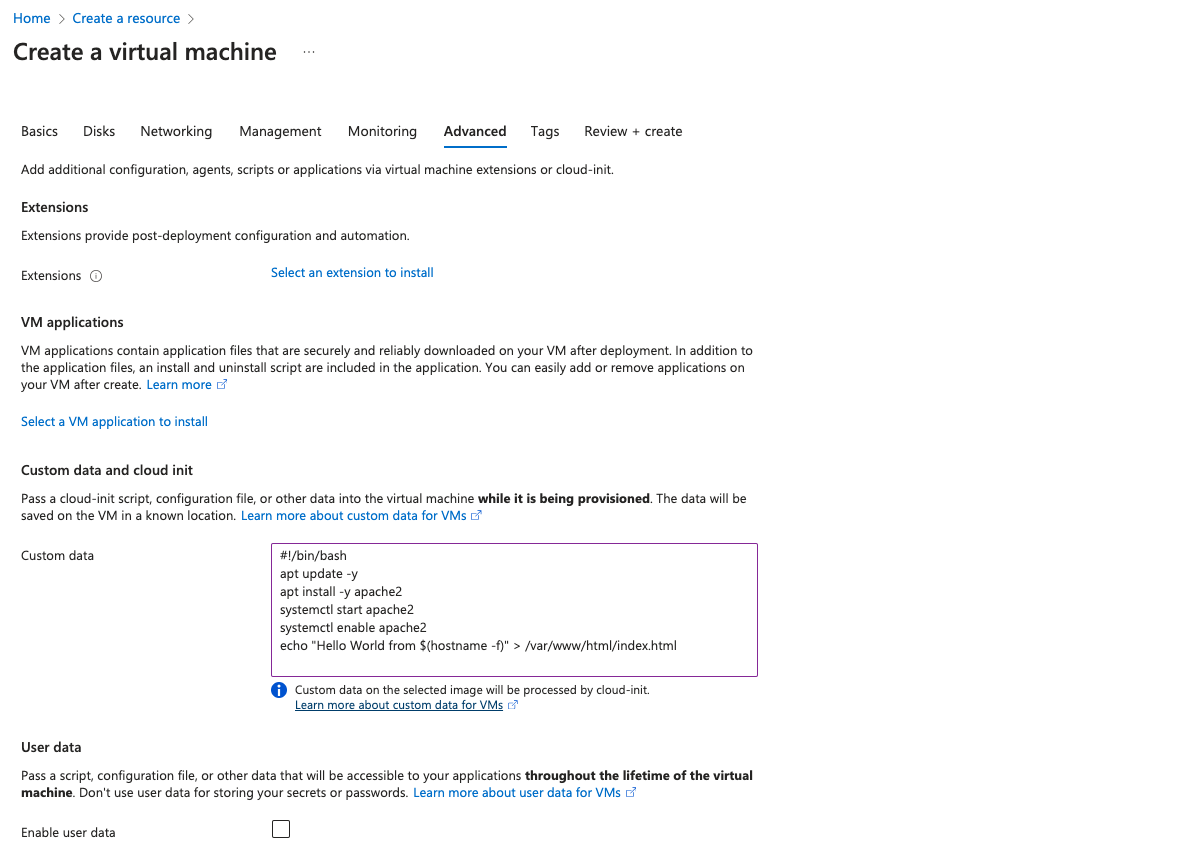 Home > Create a resource >
Create a virtual machine ...
Basics Disks Networking Management Monitoring Advanced Tags Review + create
Add additional configuration, agents, scripts or applications via virtual machine extensions or cloud-init.
Extensions
Extensions provide post-deployment configuration and automation.
Extensions Select an extension to install
VM applications
VM applications contain application files that are securely and reliably downloaded on your VM after deployment. In addition to
the application files, an install and uninstall script are included in the application. You can easily add or remove applications on
your VM after create. Learn more
Select a VM application to install
Custom data and cloud init
Pass a cloud-init script, configuration file, or other data into the virtual machine while it is being provisioned. The data will be
saved on the VM in a known location. Learn more about custom data for VMs
Custom data
#!/bin/bash
apt update -y
apt install -y apache2
systemctl start apache2
systemctl enable apache2
echo "Hello World from $(hostname -f)" > /var/www/html/index.html
Custom data on the selected image will be processed by cloud-init.
Learn more about custom data for VMs
User data
Pass a script, configuration file, or other data that will be accessible to your applications throughout the lifetime of the virtual
machine. Don't use user data for storing your secrets or passwords. Learn more about user data for VMs
Enable user data